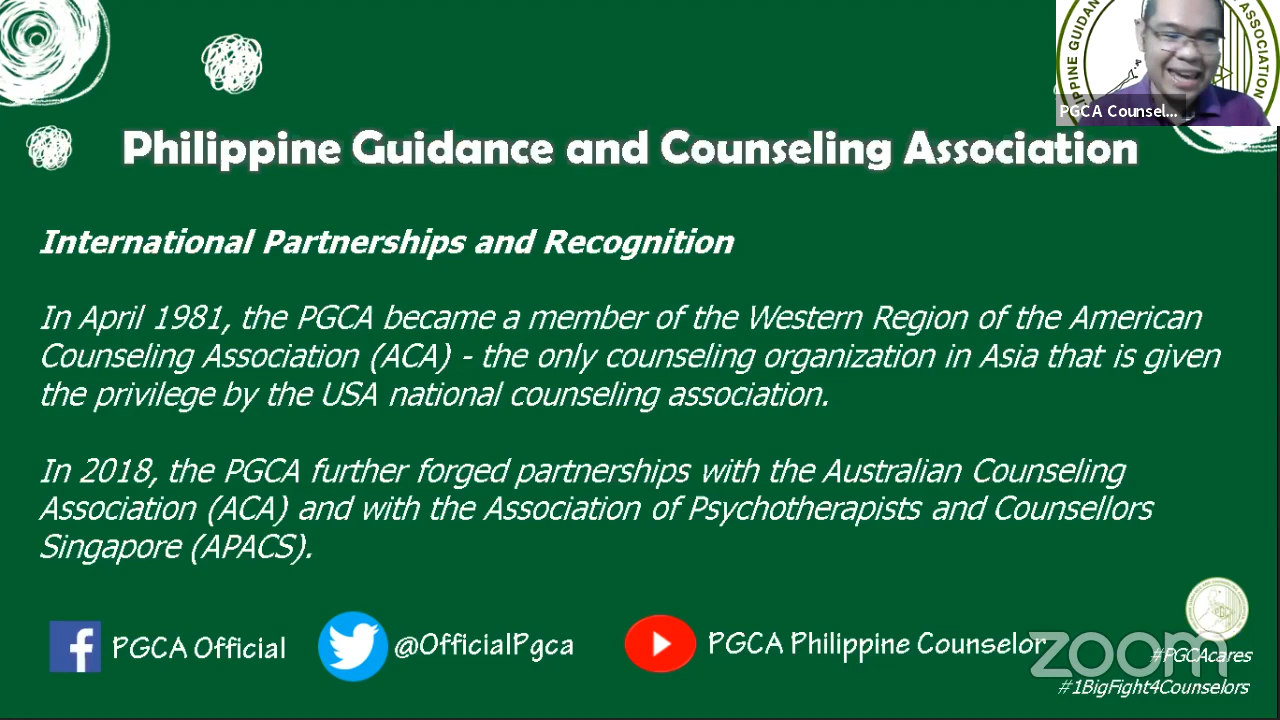 PINE GUIDAN
ASSOCIATION
PGCA Counsel...
Philippine Guidance and Counseling Association
International Partnerships and Recognition
In April 1981, the PGCA became a member of the Western Region of the American
Counseling Association (ACA) - the only counseling organization in Asia that is given
the privilege by the USA national counseling association.
In 2018, the PGCA further forged partnerships with the Australian Counseling
Association (ACA) and with the Association of Psychotherapists and Counsellors
Singapore (APACS).
PGCA Official
@OfficialPgca
PGCA Philippine Counselor
zoom
#PGCAcares
#1BigFight4Counselors